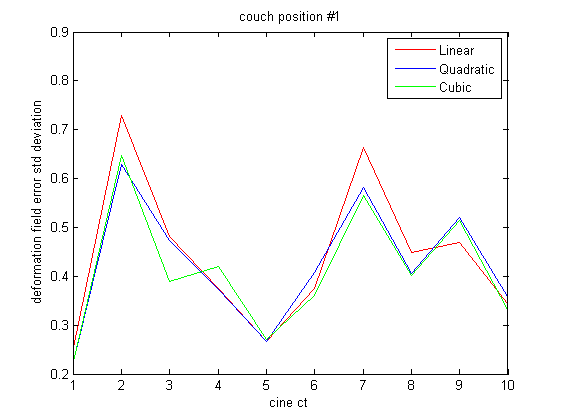 couch position #1
Linear
Quadratic
Cubic
deformation field error std deviation
0.9
0.8
0.7
0.6
0.5
0.4
0.3
0.2
1 2 3 4 5 6 7 8 9 10
cine ct